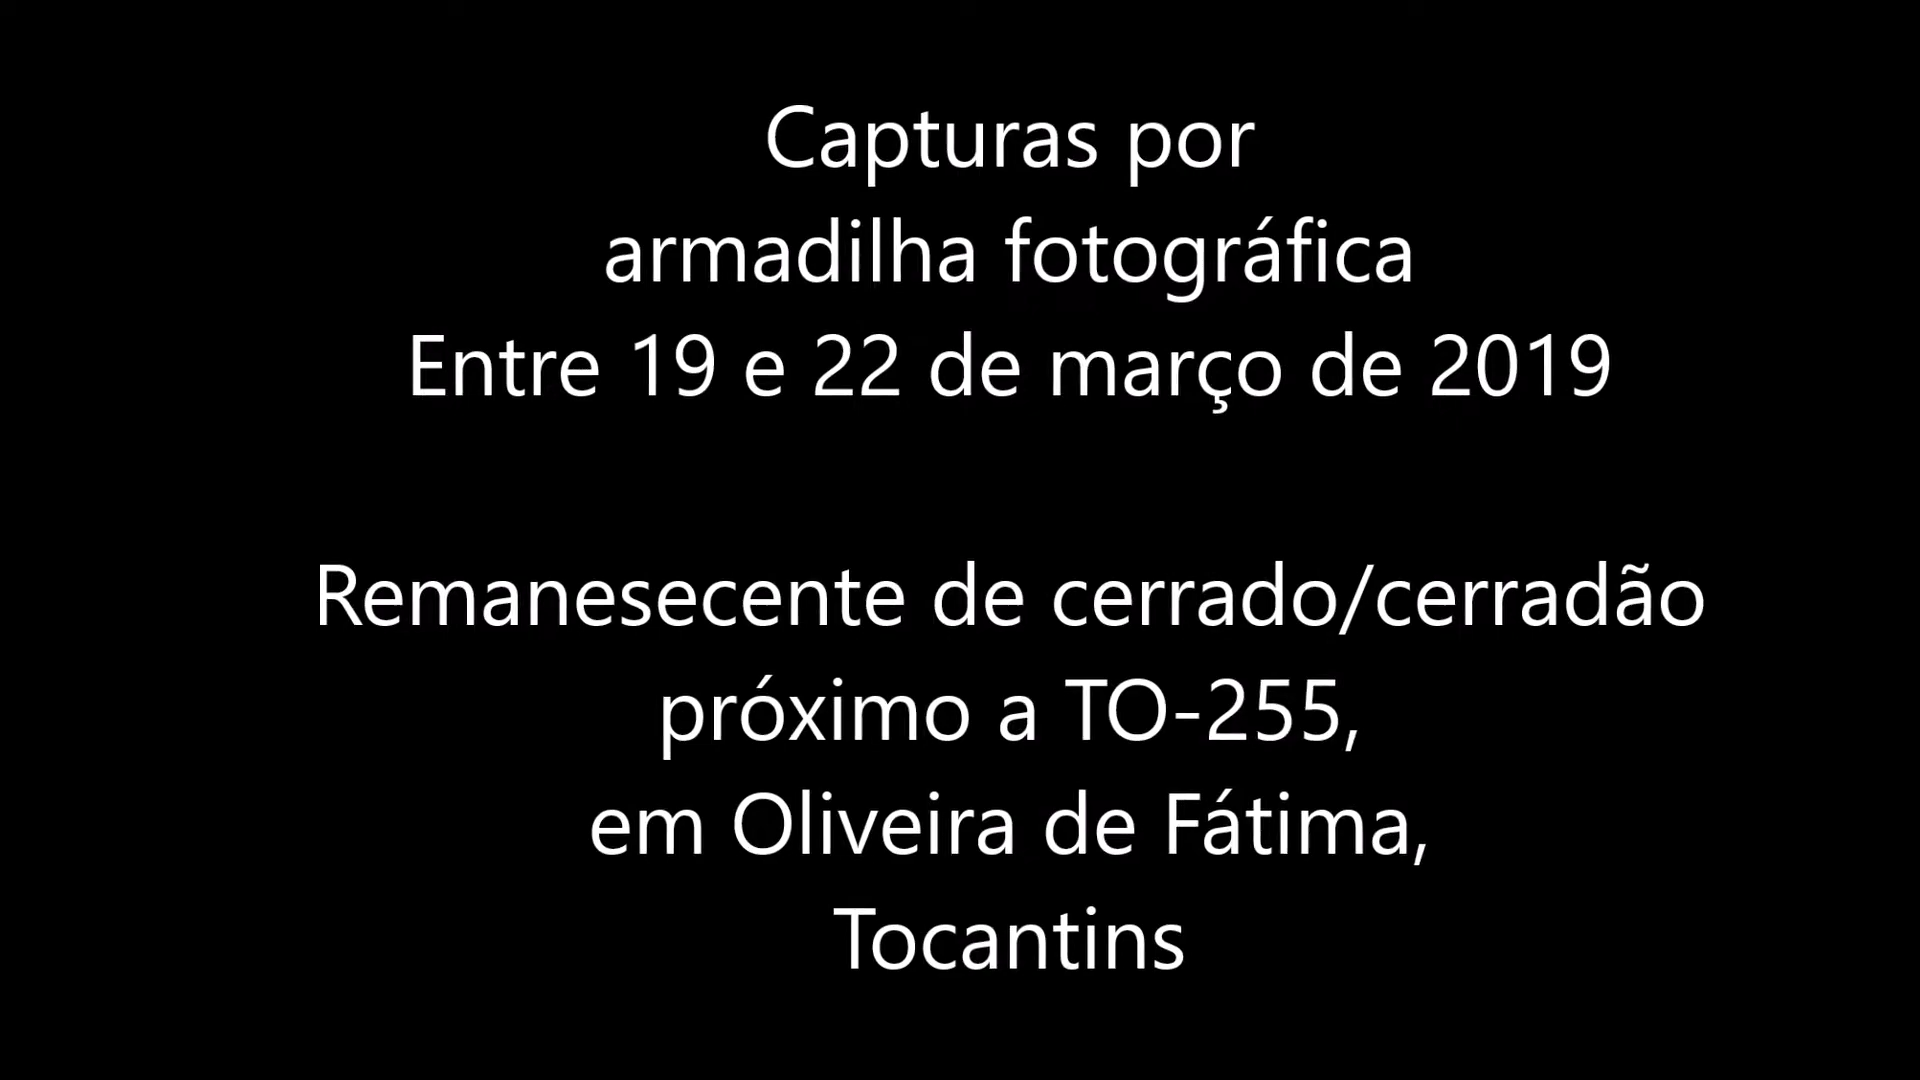 Capturas por
armadilha fotográfica
Entre 19 e 22 de março de 2019
Remanesecente de cerrado/cerradão
próximo a TO-255,
em Oliveira de Fátima,
Tocantins